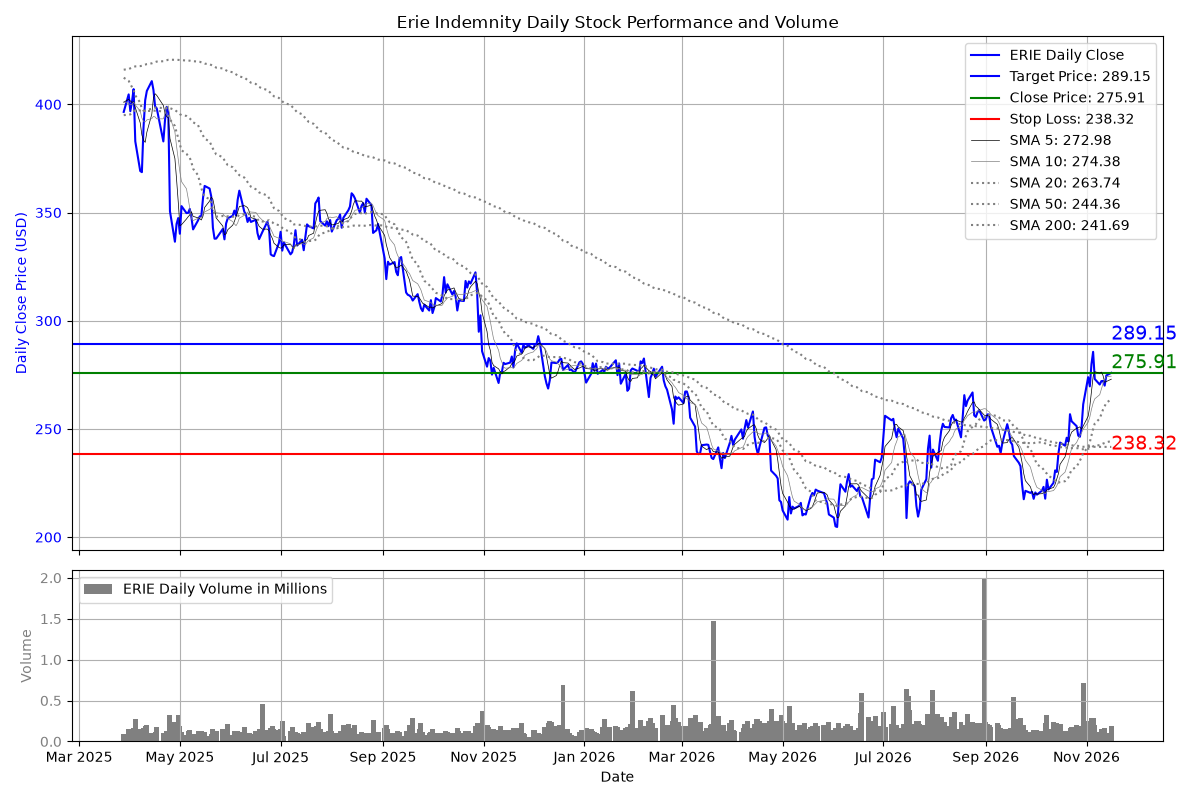 Erie Indemnity Daily Stock Performance and Volume
Daily Close Price (USD)
400
350
300
250
200
ERIE Daily Close
Target Price: 289.15
Close Price: 275.91
Stop Loss: 238.32
SMA 5: 272.98
SMA 10: 274.38
SMA 20: 263.74
SMA 50: 244.36
SMA 200: 241.69
289.15
275.91
238.32
Volume
2.0
1.5
1.0
0.5
0.0
ERIE Daily Volume in Millions
Mar 2025 May 2025 Jul 2025 Sep 2025 Nov 2025 Jan 2026 Mar 2026 May 2026 Jul 2026 Sep 2026 Nov 2026
Date